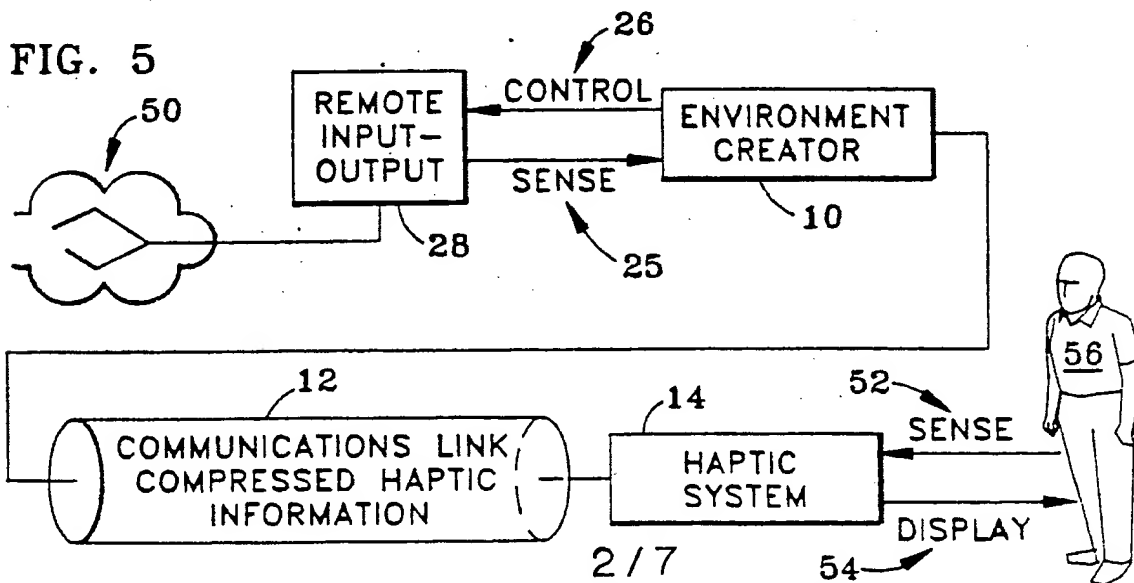 FIG. 5
26
50
REMOTE
INPUT-
OUTPUT
CONTROL
SENSE
ENVIRONMENT
CREATOR
28
25
10
12
COMMUNICATIONS LINK
COMPRESSED HAPTIC
INFORMATION
14
HAPTIC
SYSTEM
52
SENSE
DISPLAY
54
56
2/7